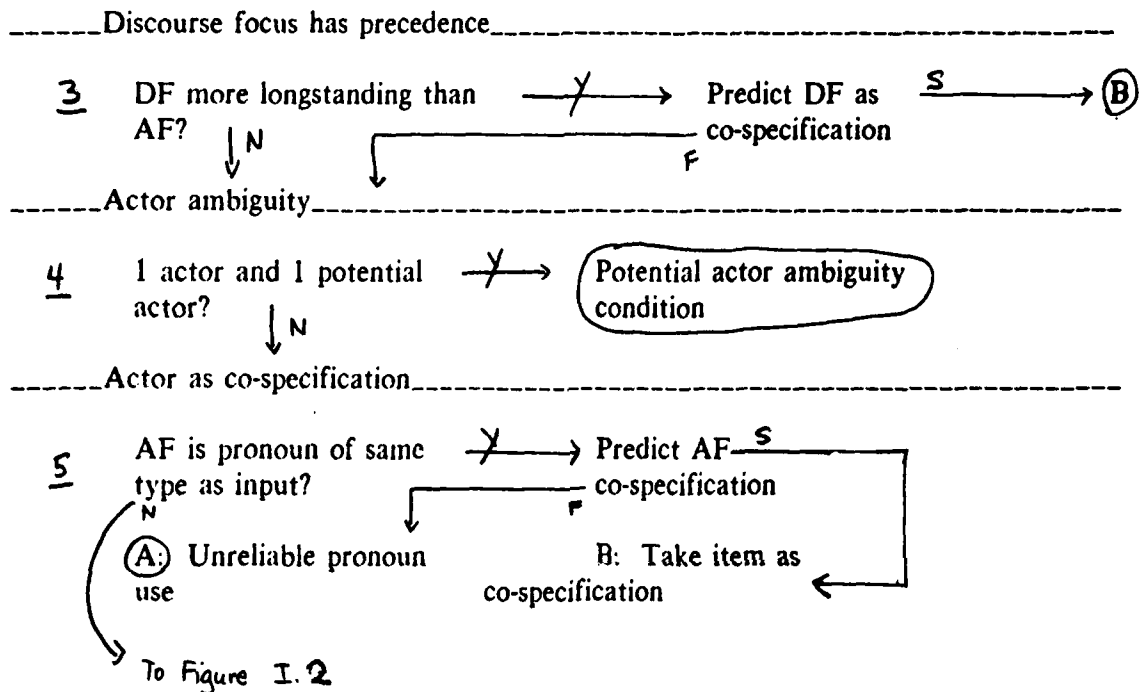 Discourse focus has precedence
3 DF more longstanding than Y Predict DF as S B
AF? N F co-specification
Actor ambiguity
4 1 actor and 1 potential Y Potential actor ambiguity
actor? N condition
Actor as co-specification
5 AF is pronoun of same Y Predict AF S
type as input? F co-specification
N
A: Unreliable pronoun B: Take item as
use co-specification
To Figure I.2